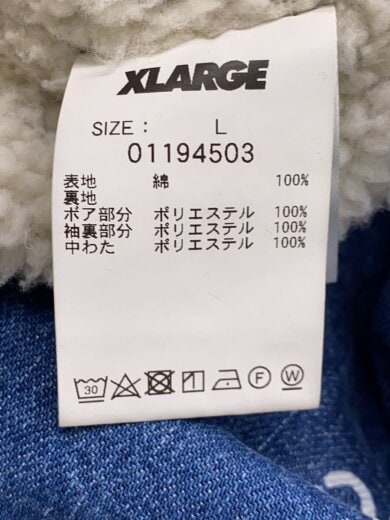 XLARGE
SIZE : L
01194503
表地 綿 100%
裏地
ボア部分 ポリエステル 100%
袖裏部分 ポリエステル 100%
中わた ポリエステル 100%
30 F W